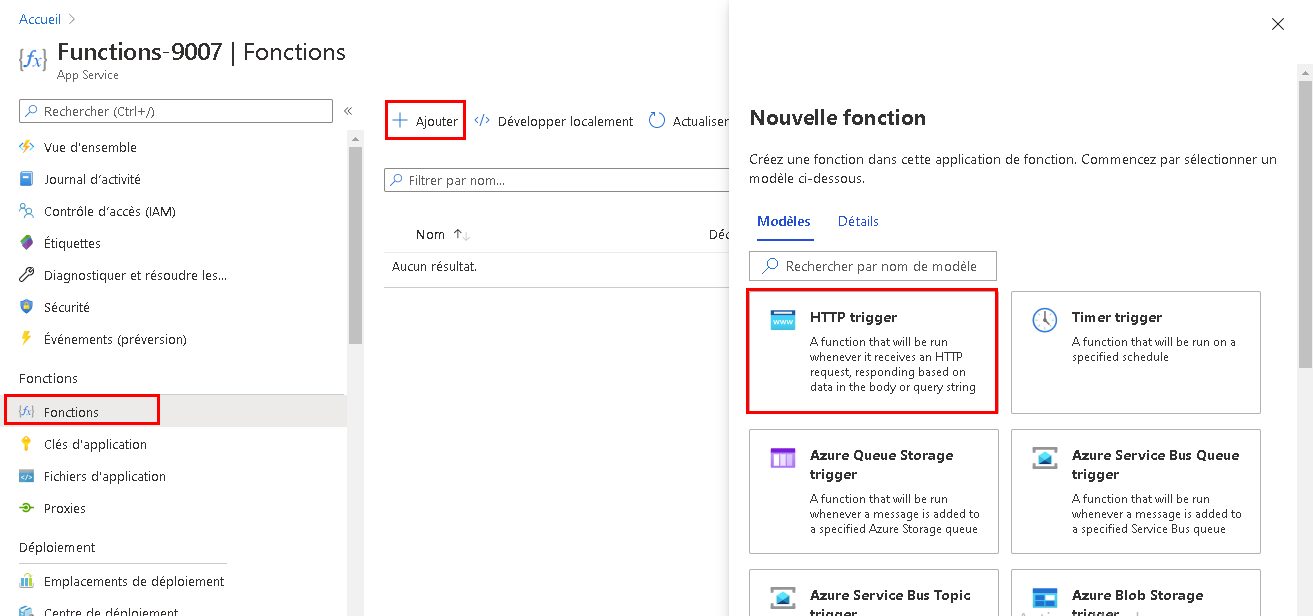 Accueil
Functions-9007 | Fonctions
App Service
Rechercher (Ctrl+/)
Vue d'ensemble
Journal d'activité
Contrôle d'accès (IAM)
Étiquettes
Diagnostiquer et résoudre les...
Sécurité
Événements (préversion)
Fonctions
Fonctions
Clés d'application
Fichiers d'application
Proxies
Déploiement
Emplacements de déploiement
Centre de déploiement
Ajouter
Développer localement
Actualiser
Filtrer par nom...
Nom
Déc
Aucun résultat.
Nouvelle fonction
Créez une fonction dans cette application de fonction. Commencez par sélectionner un
modèle ci-dessous.
Modèles
Détails
Rechercher par nom de modèle
HTTP trigger
A function that will be run
whenever it receives an HTTP
request, responding based on
data in the body or query string
Timer trigger
A function that will be run on a
specified schedule
Azure Queue Storage
trigger
A function that will be run
whenever a message is added to
a specified Azure Storage queue
Azure Service Bus Queue
trigger
A function that will be run
whenever a message is added to
a specified Service Bus queue
Azure Service Bus Topic
trigger
Azure Blob Storage
trigger